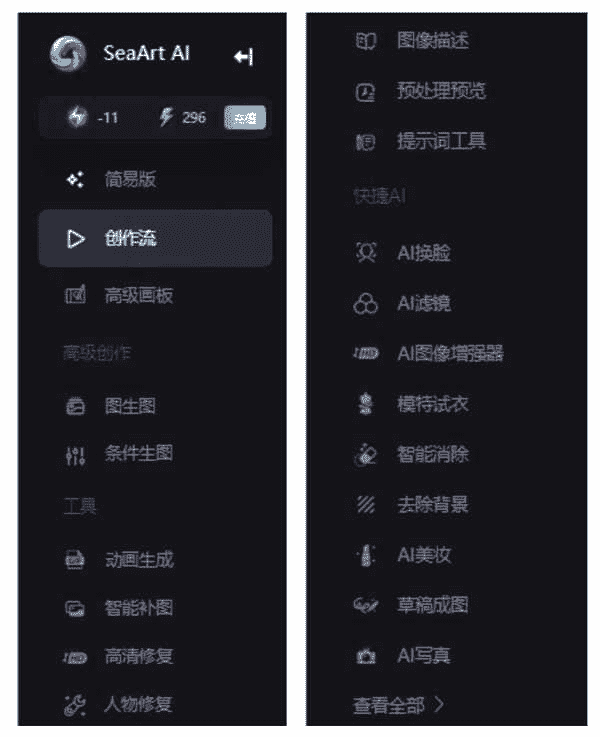 SeaArt AI
-11 296 充值
简易版
创作流
高级画板
高级创作
图生图
条件生图
工具
动画生成
智能补图
高清修复
人物修复
图像描述
预处理预览
提示词工具
快捷AI
AI换脸
AI滤镜
AI图像增强器
模特试衣
智能消除
去除背景
AI美妆
草稿成图
AI写真
查看全部